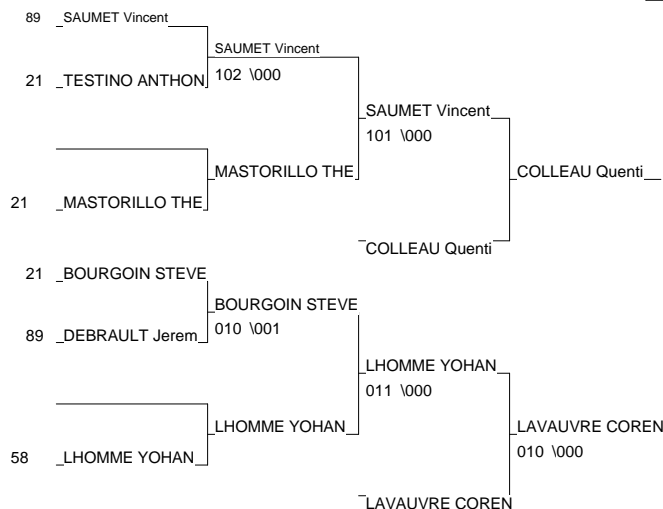 89 SAUMET Vincent
SAUMET Vincent
21 TESTINO ANTHON
102 \000
SAUMET Vincent
101 \000
MASTORILLO THE
COLLEAU Quenti
21 MASTORILLO THE
COLLEAU Quenti
21 BOURGOIN STEVE
BOURGOIN STEVE
89 DEBRAULT Jerem
010 \001
LHOMME YOHAN
011 \000
LHOMME YOHAN
LAVAUVRE COREN
010 \000
58 LHOMME YOHAN
LAVAUVRE COREN